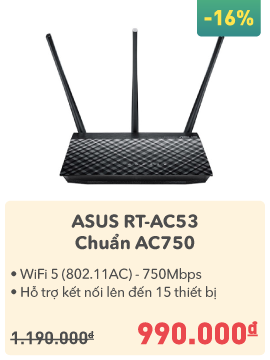 -16%
ASUS RT-AC53
Chuẩn AC750
• WiFi 5 (802.11AC) - 750Mbps
• Hỗ trợ kết nối lên đến 15 thiết bị
1.190.000đ 990.000đ